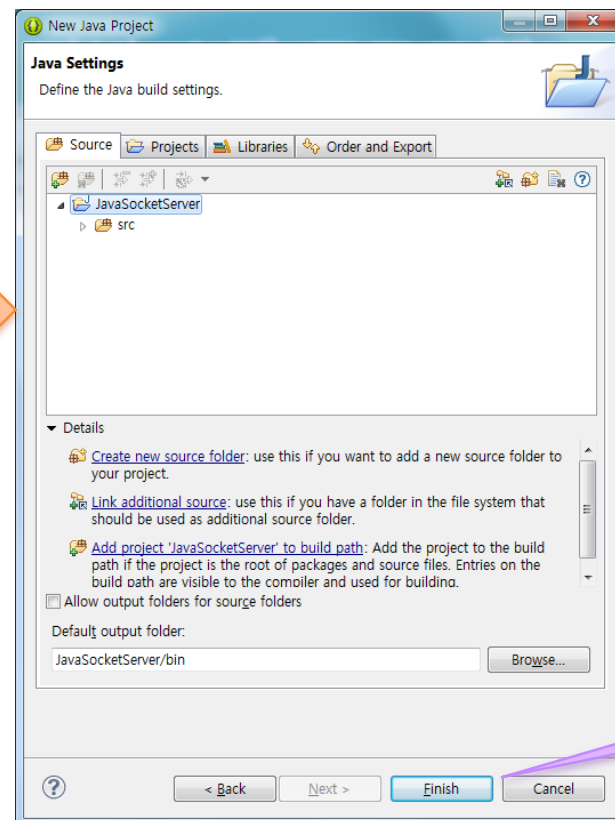 New Java Project
Java Settings
Define the Java build settings.
Source Projects Libraries Order and Export
JavaSocketServer
src
Details
Create new source folder: use this if you want to add a new source folder to
your project.
Link additional source: use this if you have a folder in the file system that
should be used as additional source folder.
Add project 'JavaSocketServer' to build path: Add the project to the build
path if the project is the root of packages and source files. Entries on the
build path are visible to the compiler and used for building.
Allow output folders for source folders
Default output folder:
JavaSocketServer/bin
Browse...
< Back Next > Finish Cancel